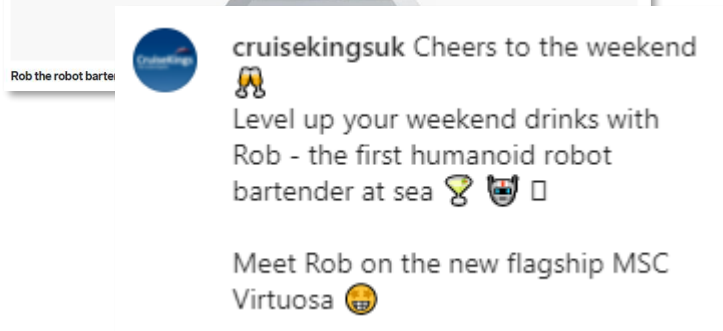 Rob the robot
CruiseKings
cruisekingsuk Cheers to the weekend
🥂
Level up your weekend drinks with
Rob - the first humanoid robot
bartender at sea 🍸 🤖 ▯
Meet Rob on the new flagship MSC
Virtuosa 🤩